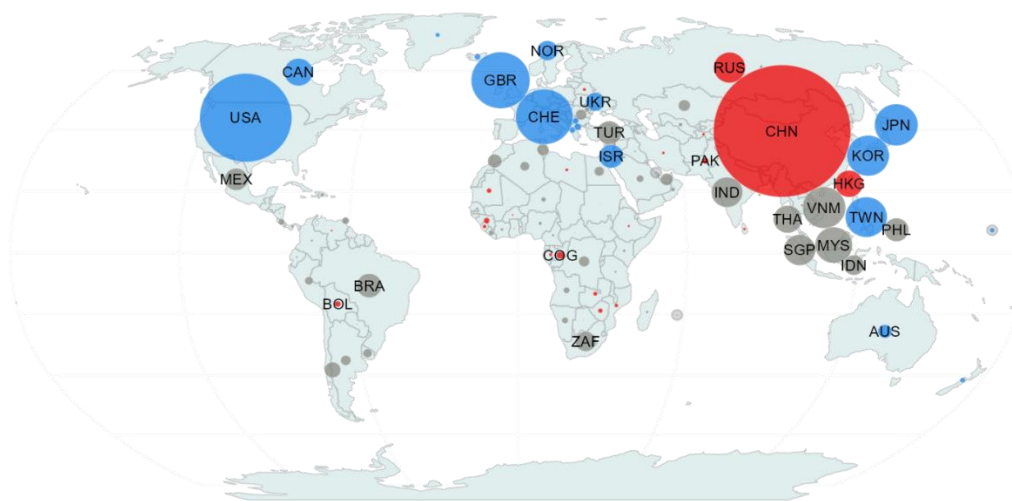 NOR
CAN
GBR
RUS
USA
CHE
UKR
CHN
JPN
TUR
ISR
KOR
PAK
MEX
IND
HKG
VNM
THA
TWN
PHL
SGP
MYS
IDN
COG
BRA
BOL
ZAF
AUS